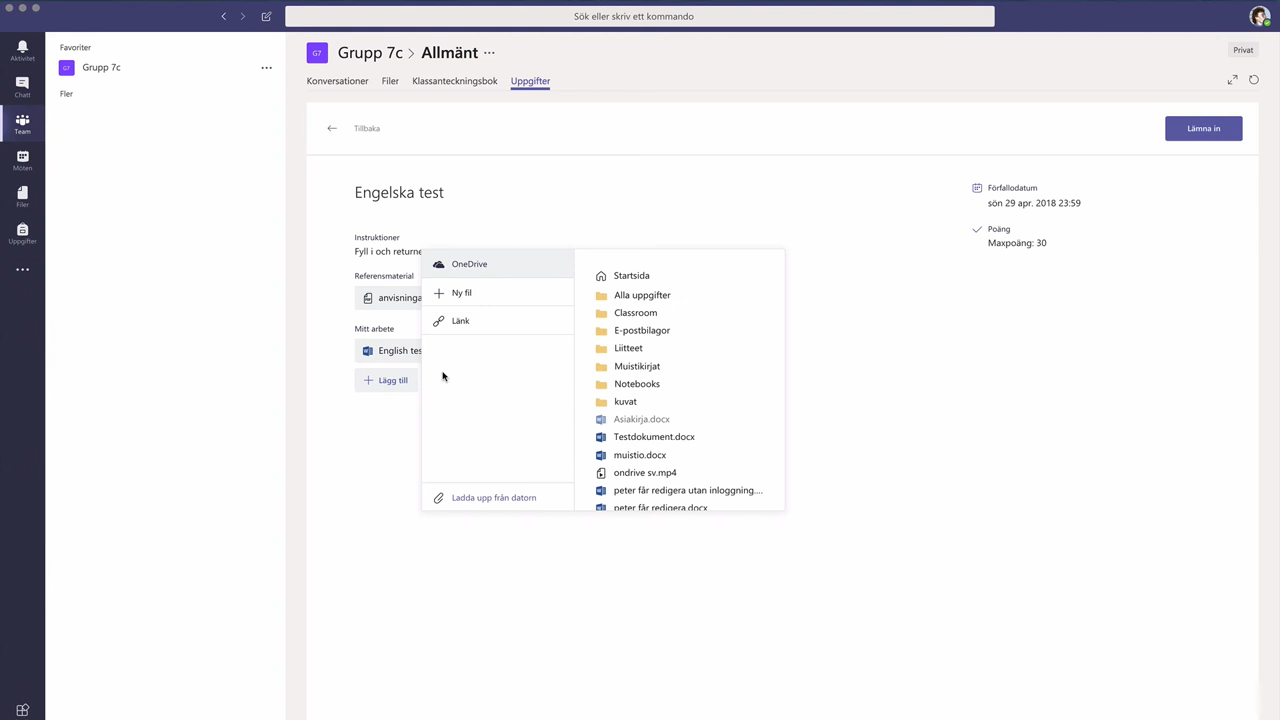 Sök eller skriv ett kommando
Aktivitet
Chatt
Team
Möten
Filer
Uppgifter
Favoriter
G7 Grupp 7c
Fler
G7 Grupp 7c > Allmänt
Privat
Konversationer Filer Klassanteckningsbok Uppgifter
Tillbaka
Lämna in
Engelska test
Förfallodatum
sön 29 apr. 2018 23:59
Poäng
Maxpoäng: 30
Instruktioner
Fyll i och returne
Referensmaterial
anvisninga
Mitt arbete
English tes
Lägg till
OneDrive
Ny fil
Länk
Ladda upp från datorn
Startsida
Alla uppgifter
Classroom
E-postbilagor
Liitteet
Muistikirjat
Notebooks
kuvat
Asiakirja.docx
Testdokument.docx
muistio.docx
ondrive sv.mp4
peter får redigera utan inloggning....
peter får redigera.docx